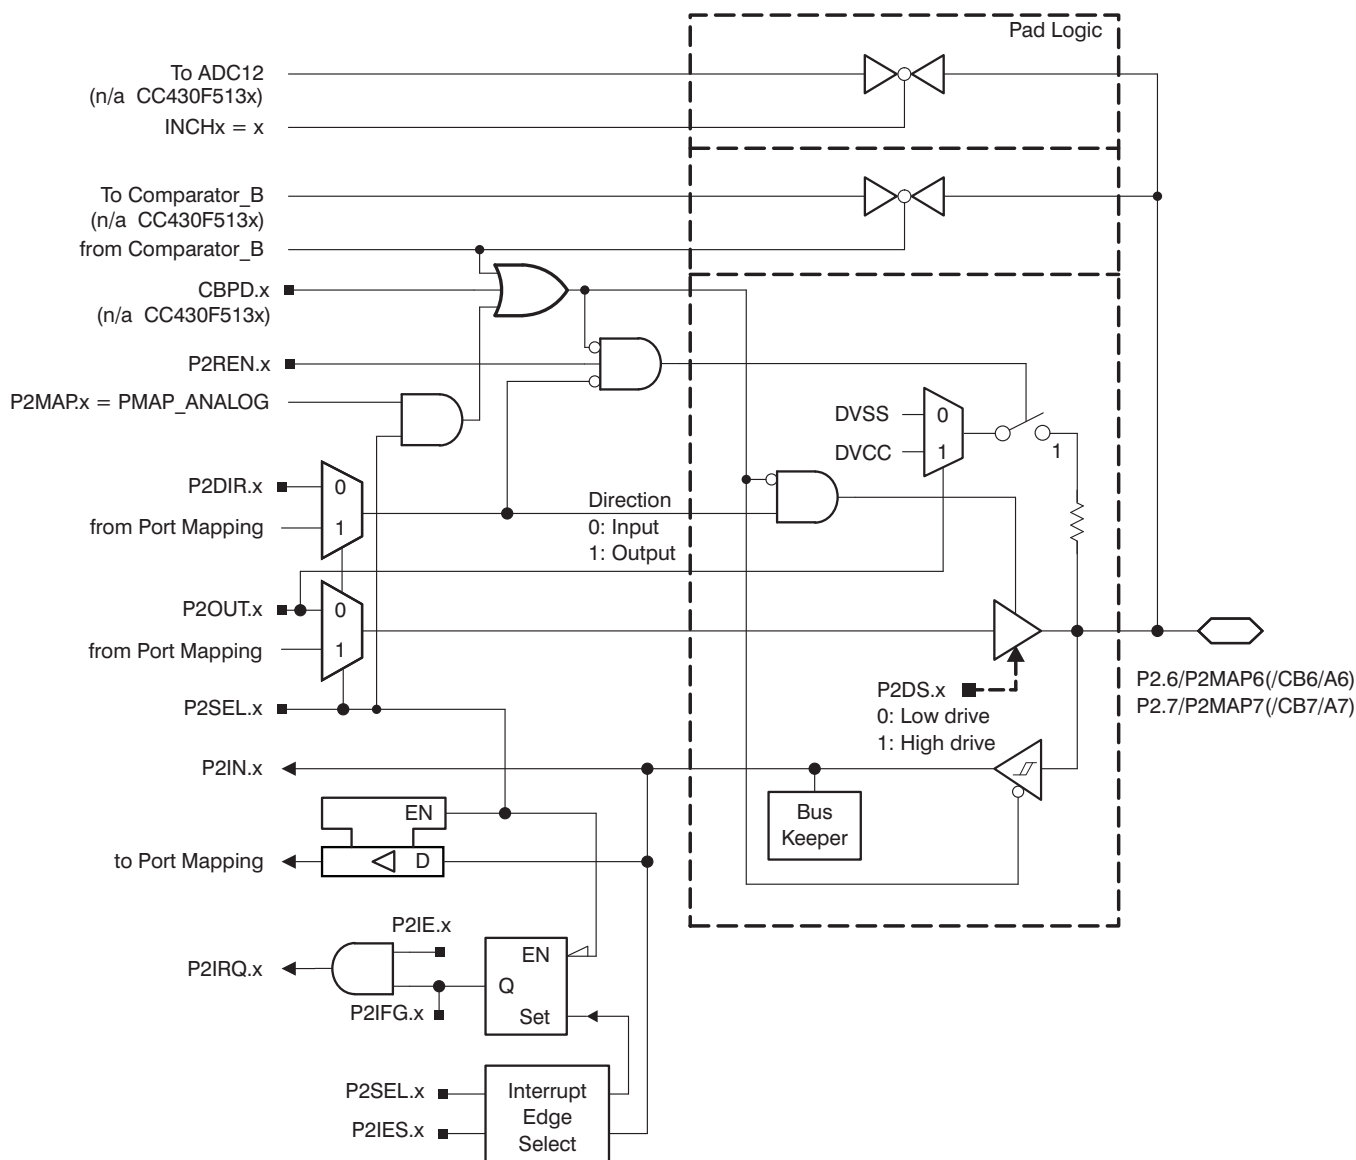 Pad Logic
To ADC12
(n/a CC430F513x)
INCHx = x
To Comparator_B
(n/a CC430F513x)
from Comparator_B
CBPD.x
(n/a CC430F513x)
P2REN.x
P2MAP.x = PMAP_ANALOG
DVSS
0
DVCC
1
1
P2DIR.x
0
from Port Mapping
1
Direction
0: Input
1: Output
P2OUT.x
0
from Port Mapping
1
P2SEL.x
P2DS.x
0: Low drive
1: High drive
P2.6/P2MAP6(/CB6/A6)
P2.7/P2MAP7(/CB7/A7)
P2IN.x
Bus
Keeper
EN
to Port Mapping
D
P2IE.x
P2IRQ.x
EN
Q
P2IFG.x
Set
P2SEL.x
P2IES.x
Interrupt
Edge
Select